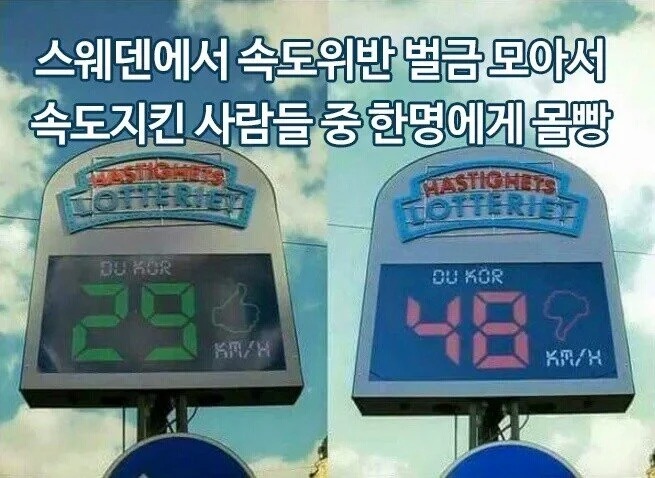 스웨덴에서 속도위반 벌금 모아서
속도지킨 사람들 중 한명에게 몰빵
HASTIGHETS
LOTTERIET
DU KOR
29
KM/H
HASTIGHETS
LOTTERIET
DU KOR
48
KM/H